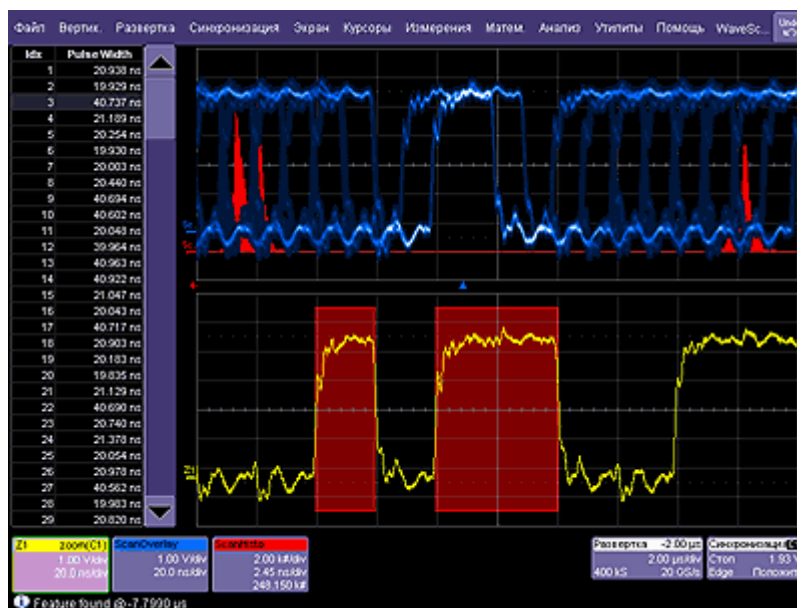 Файл Вертик. Развертка Синхронизация Экран Курсоры Измерения Матем. Анализ Утилиты Помощь WaveSc... Undo
Idx Pulse Width
1 20.938 ns
2 19.929 ns
3 40.737 ns
4 21.189 ns
5 20.254 ns
6 19.930 ns
7 20.003 ns
8 20.440 ns
9 40.694 ns
10 40.602 ns
11 20.048 ns
12 39.964 ns
13 40.963 ns
14 40.922 ns
15 21.047 ns
16 20.043 ns
17 40.717 ns
18 20.903 ns
19 20.183 ns
20 19.835 ns
21 21.129 ns
22 40.690 ns
23 20.740 ns
24 21.378 ns
25 20.054 ns
26 20.978 ns
27 40.562 ns
28 19.983 ns
29 20.820 ns
Z1
Z1 zoom(C1)
1.00 V/div
20.0 ns/div
ScanOverlay
1.00 V/div
20.0 ns/div
ScanHisto
2.00 k#/div
2.45 ns/div
248.150 k#
Развертка -2.00 µs
2.00 µs/div
400 kS 20 GS/s
Синхронизация
Стоп 1.93 V
Edge Положит
Feature found @-7.7990 µs